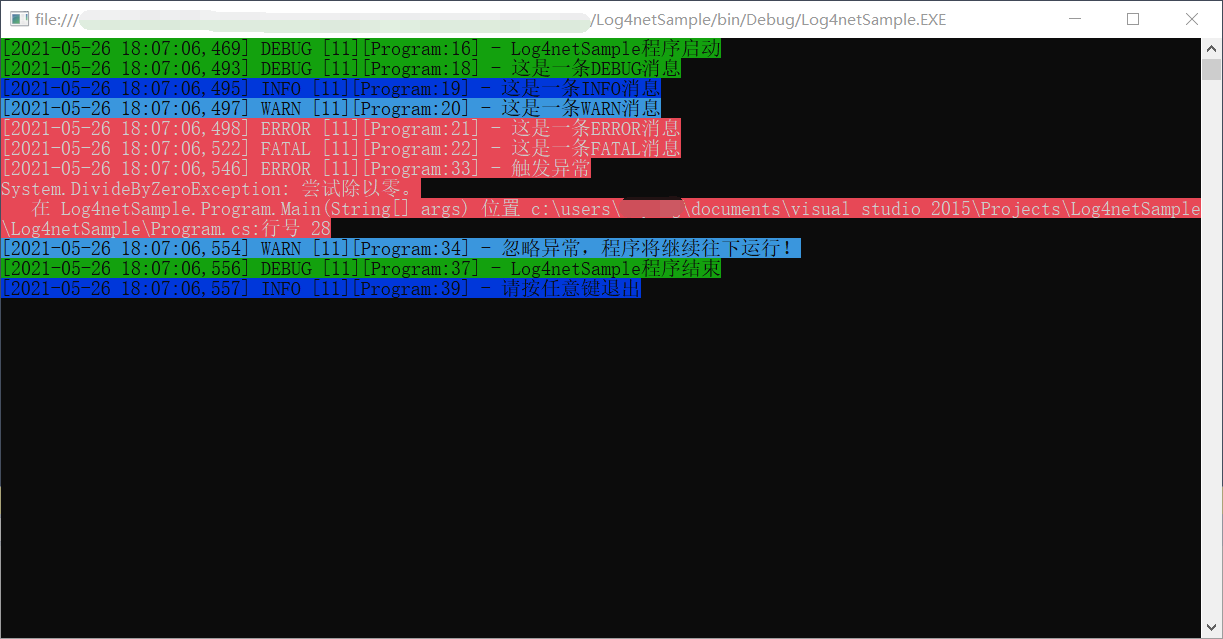 file:///
/Log4netSample/bin/Debug/Log4netSample.EXE
[2021-05-26 18:07:06,469] DEBUG [11][Program:16] - Log4netSample程序启动
[2021-05-26 18:07:06,493] DEBUG [11][Program:18] - 这是一条DEBUG消息
[2021-05-26 18:07:06,495] INFO [11][Program:19] - 这是一条INFO消息
[2021-05-26 18:07:06,497] WARN [11][Program:20] - 这是一条WARN消息
[2021-05-26 18:07:06,498] ERROR [11][Program:21] - 这是一条ERROR消息
[2021-05-26 18:07:06,522] FATAL [11][Program:22] - 这是一条FATAL消息
[2021-05-26 18:07:06,546] ERROR [11][Program:33] - 触发异常
System.DivideByZeroException: 尝试除以零。
在 Log4netSample.Program.Main(String[] args) 位置 c:\users\ \documents\visual studio 2015\Projects\Log4netSample
\Log4netSample\Program.cs:行号 28
[2021-05-26 18:07:06,554] WARN [11][Program:34] - 忽略异常，程序将继续往下运行！
[2021-05-26 18:07:06,556] DEBUG [11][Program:37] - Log4netSample程序结束
[2021-05-26 18:07:06,557] INFO [11][Program:39] - 请按任意键退出